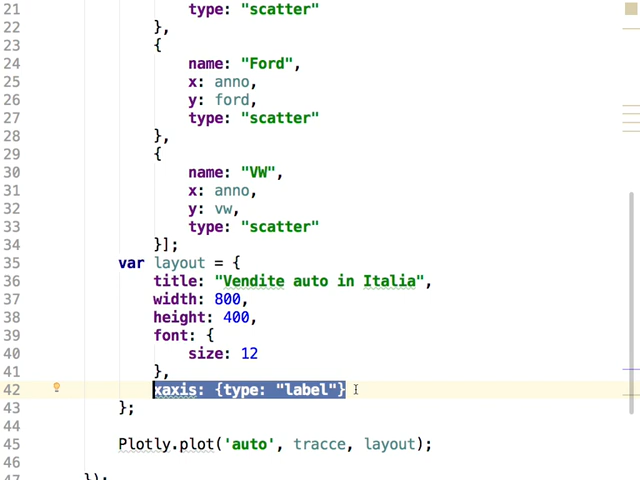 21 type: "scatter"
22 },
23 {
24 name: "Ford",
25 x: anno,
26 y: ford,
27 type: "scatter"
28 },
29 {
30 name: "VW",
31 x: anno,
32 y: vw,
33 type: "scatter"
34 }];
35 var layout = {
36 title: "Vendite auto in Italia",
37 width: 800,
38 height: 400,
39 font: {
40 size: 12
41 },
42 xaxis: {type: "label"}
43 };
44
45 Plotly.plot('auto', tracce, layout);
46
47 });